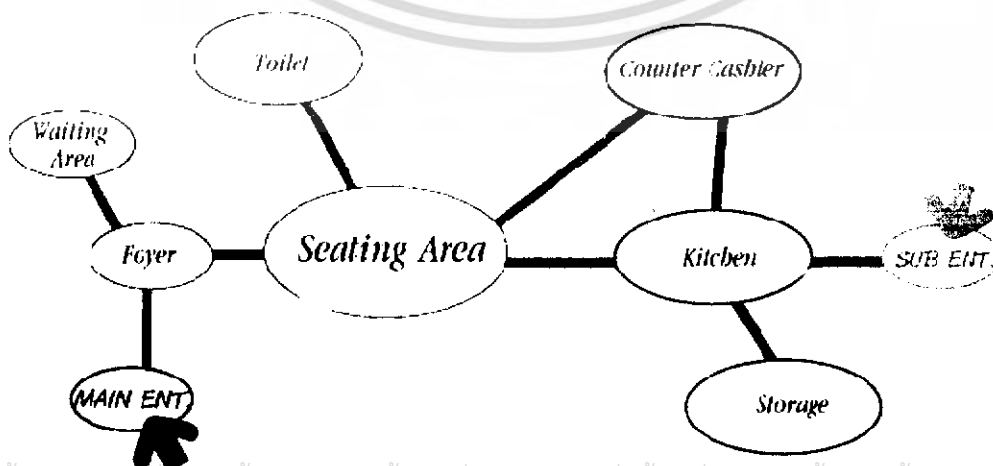 Toilet
Counter Cashier
Waiting
Area
Foyer
Seating Area
Kitchen
SUB ENT.
MAIN ENT.
Storage